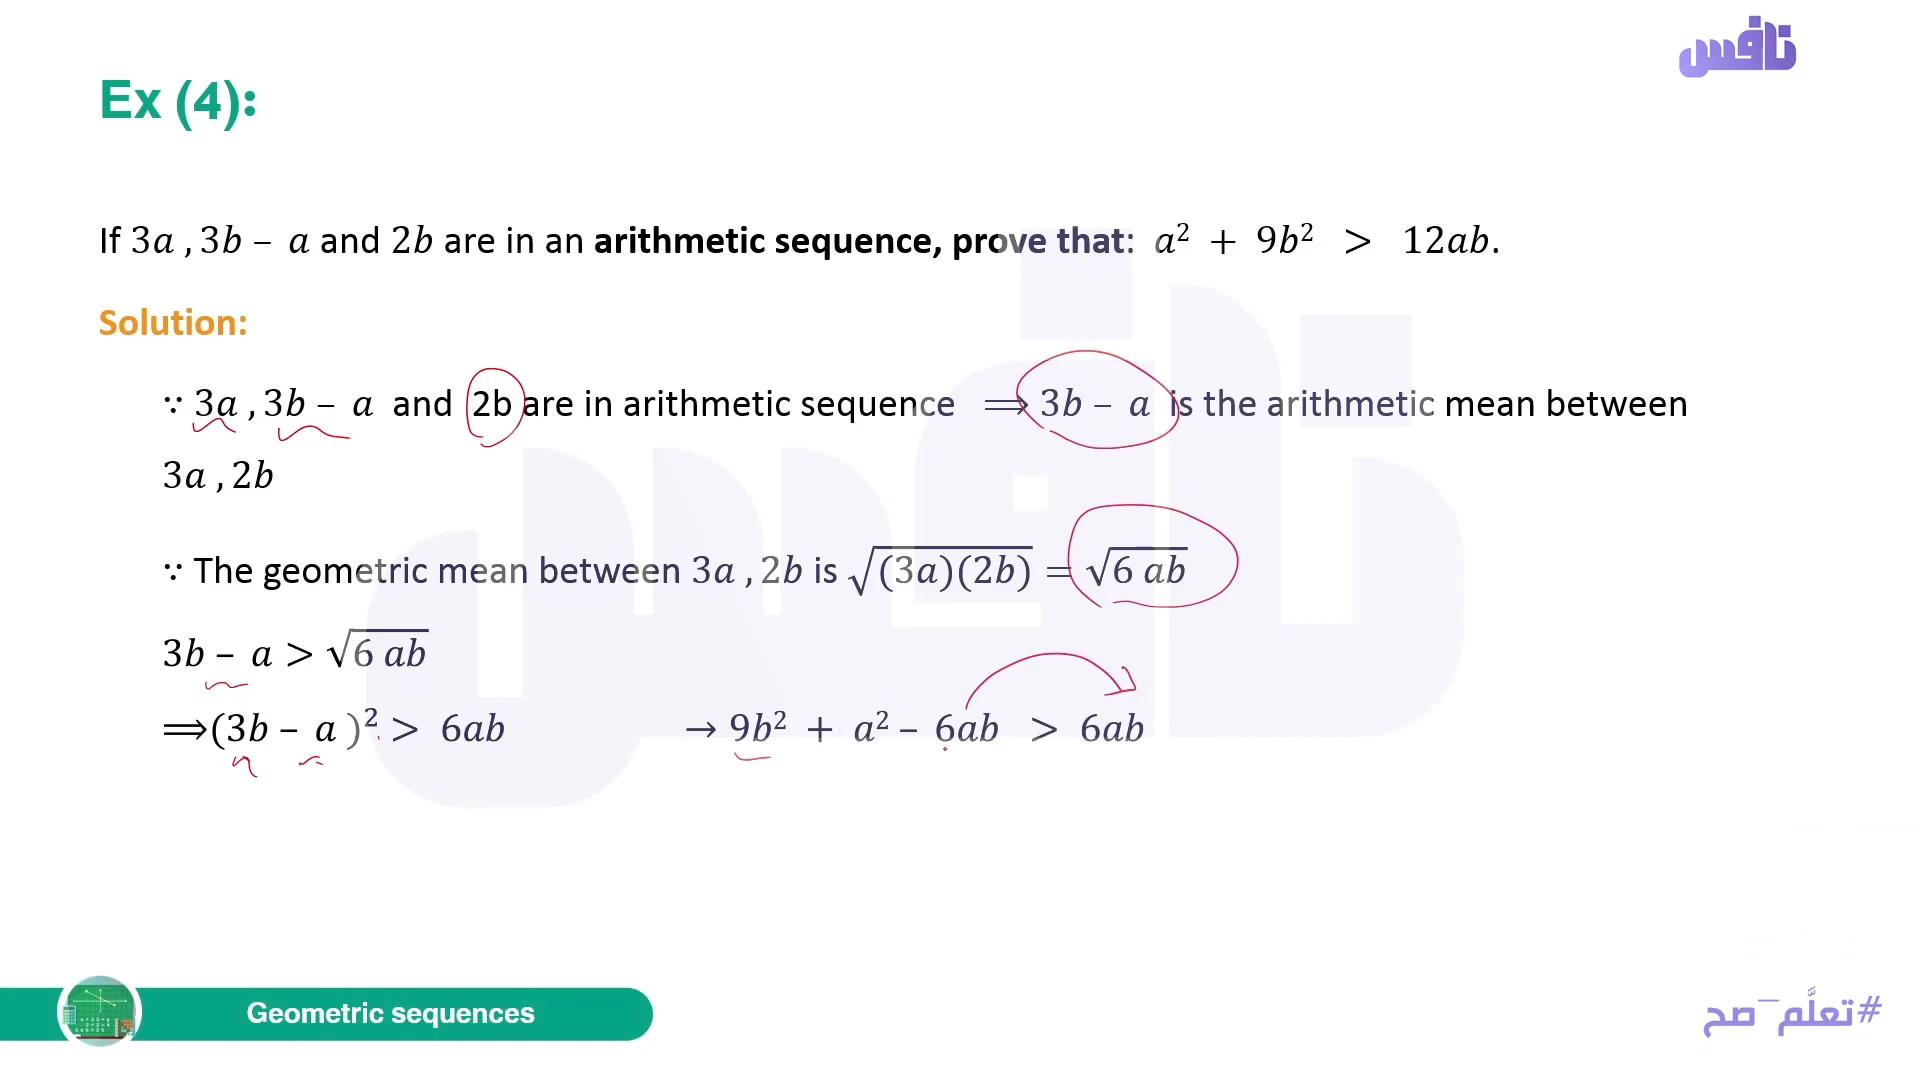 نافس
Ex (4):
If 3a , 3b – a and 2b are in an arithmetic sequence, prove that: a² + 9b² > 12ab.
Solution:
∵ 3a , 3b – a and 2b are in arithmetic sequence ⟹ 3b – a is the arithmetic mean between
3a , 2b
∵ The geometric mean between 3a , 2b is √(3a)(2b) = √6 ab
3b – a > √6 ab
⟹(3b – a )² > 6ab → 9b² + a² – 6ab > 6ab
Geometric sequences
#تعلَّم_صح